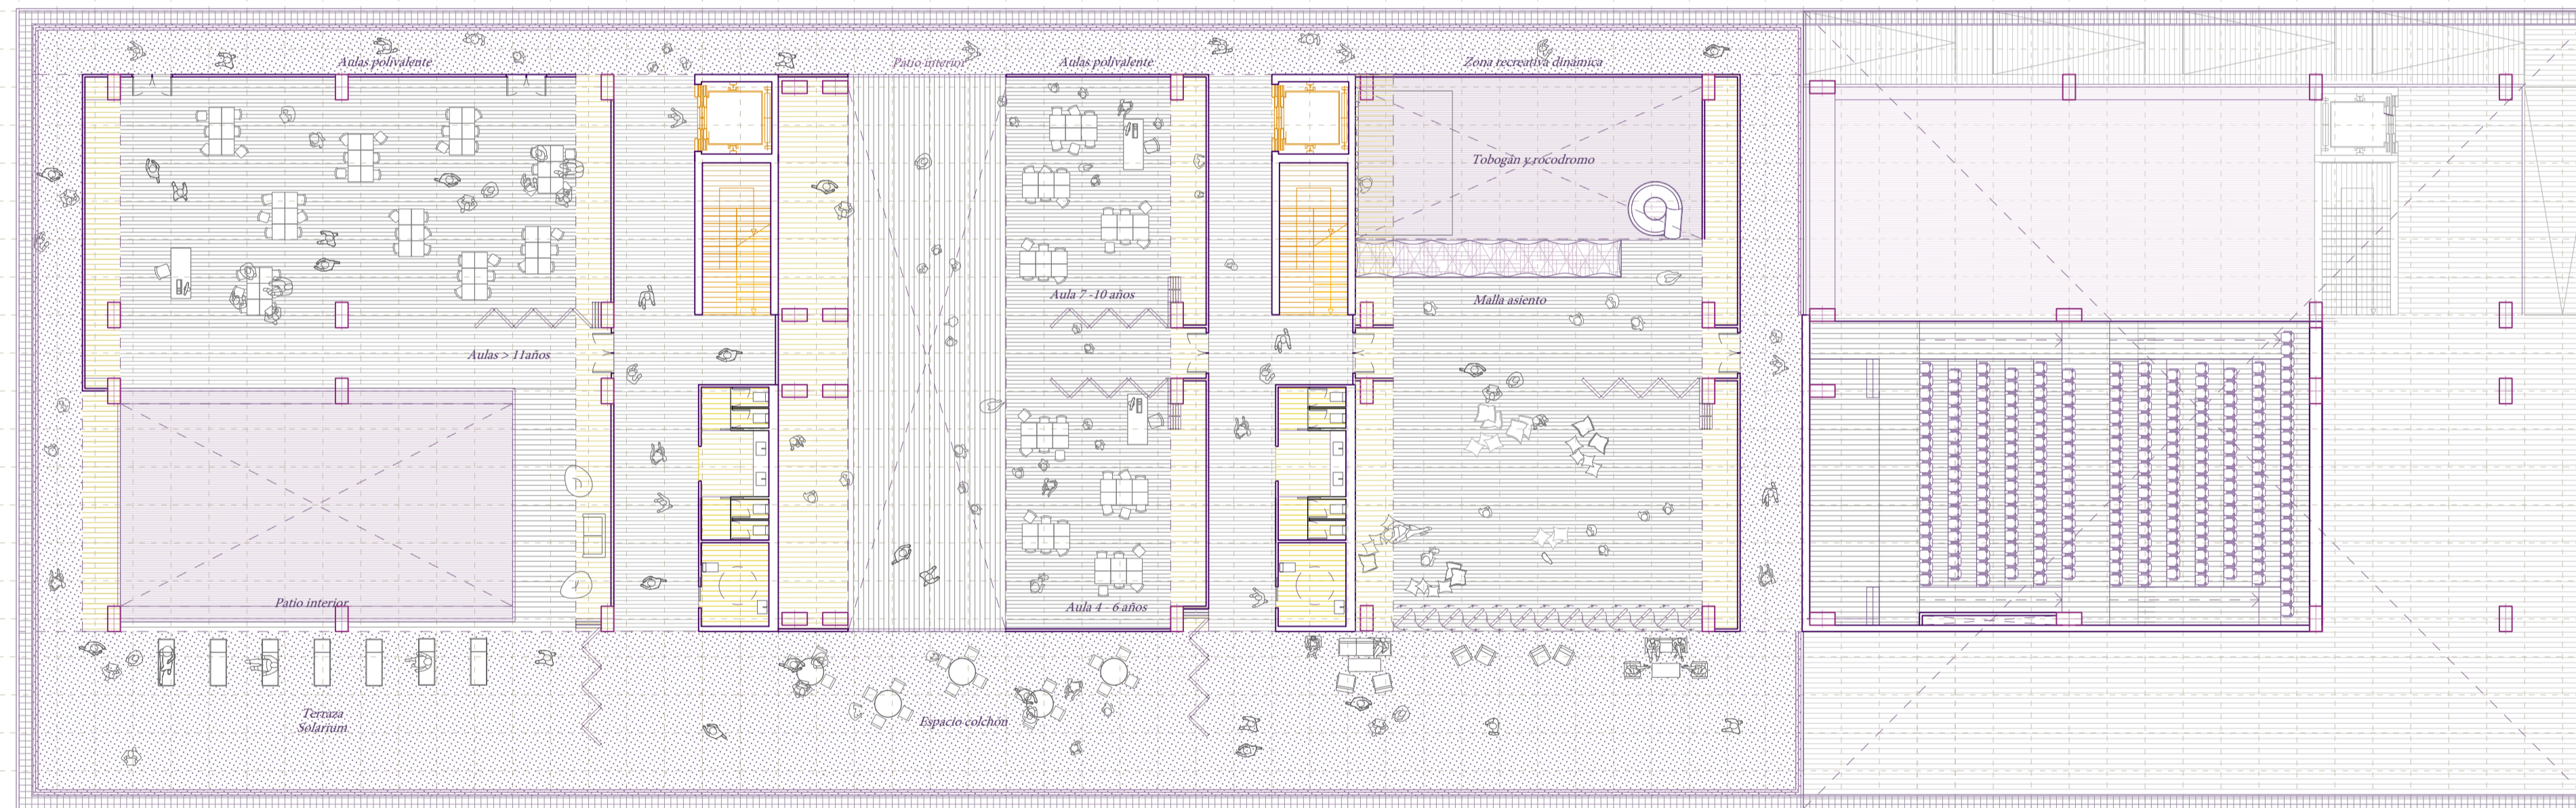 Aulas polivalente
Patio interior
Aulas polivalente
Zona recreativa dinámica
Tobogán y rocodromo
Aula 7 -10 años
Malla asiento
Aulas > 11años
Patio interior
Aula 4 - 6 años
Terraza
Solarium
Espacio colchón